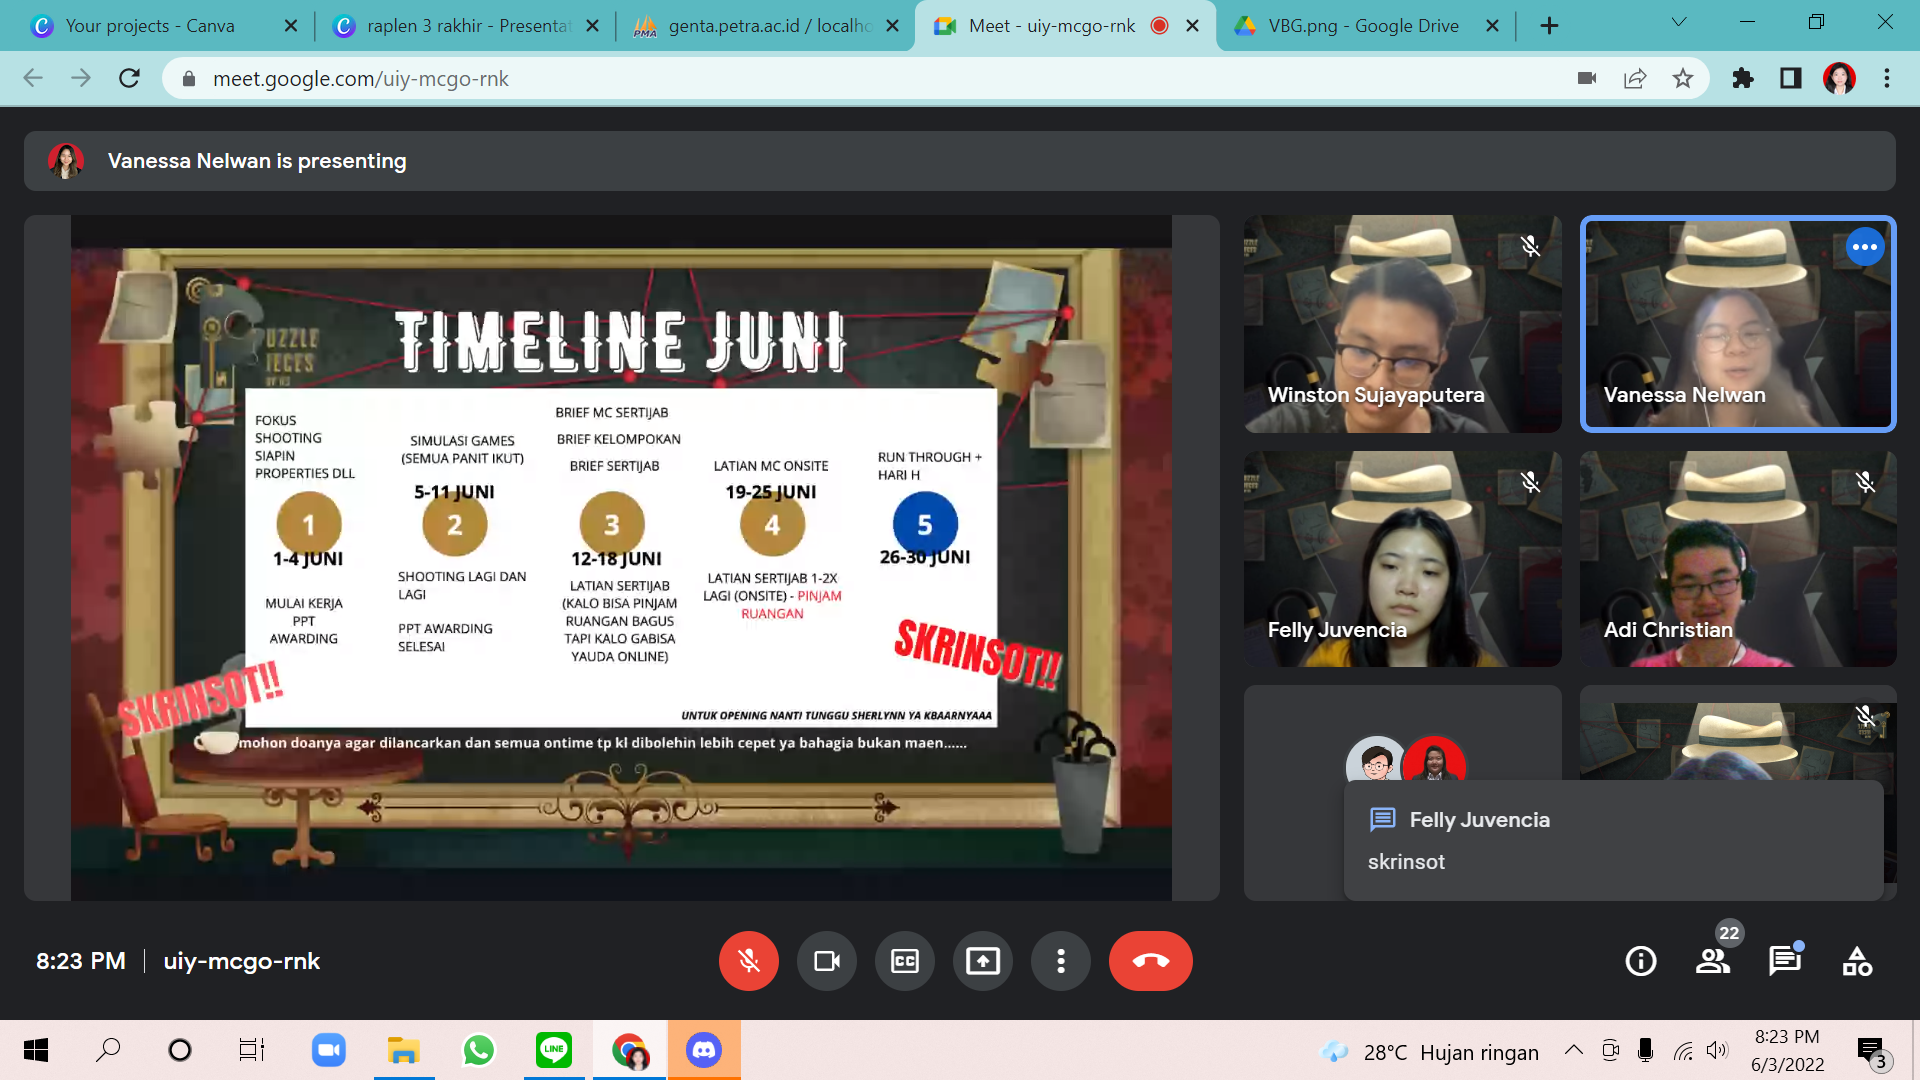 Your projects - Canva
raplen 3 rakhir - Presentat
genta.petra.ac.id / localho
Meet - uiy-mcgo-rnk
VBG.png - Google Drive
meet.google.com/uiy-mcgo-rnk
Vanessa Nelwan is presenting
TIMELINE JUNI
FOKUS
SHOOTING
SIAPIN
PROPERTIES DLL
1
1-4 JUNI
MULAI KERJA
PPT
AWARDING
SIMULASI GAMES
(SEMUA PANIT IKUT)
5-11 JUNI
2
SHOOTING LAGI DAN
LAGI
PPT AWARDING
SELESAI
BRIEF MC SERTIJAB
BRIEF KELOMPOKAN
BRIEF SERTIJAB
3
12-18 JUNI
LATIAN SERTIJAB
(KALO BISA PINJAM
RUANGAN BAGUS
TAPI KALO GABISA
YAUDA ONLINE)
LATIAN MC ONSITE
19-25 JUNI
4
LATIAN SERTIJAB 1-2X
LAGI (ONSITE) - PINJAM
RUANGAN
RUN THROUGH +
HARI H
5
26-30 JUNI
SKRINSOT!!
SKRINSOT!!
UNTUK OPENING NANTI TUNGGU SHERLYNN YA KBAARNYAAA
mohon doanya agar dilancarkan dan semua ontime tp kl dibolehin lebih cepet ya bahagia bukan maen......
Winston Sujayaputera
Vanessa Nelwan
Felly Juvencia
Adi Christian
Felly Juvencia
skrinsot
8:23 PM
uiy-mcgo-rnk
CC
22
LINE
28°C Hujan ringan
8:23 PM
6/3/2022
3